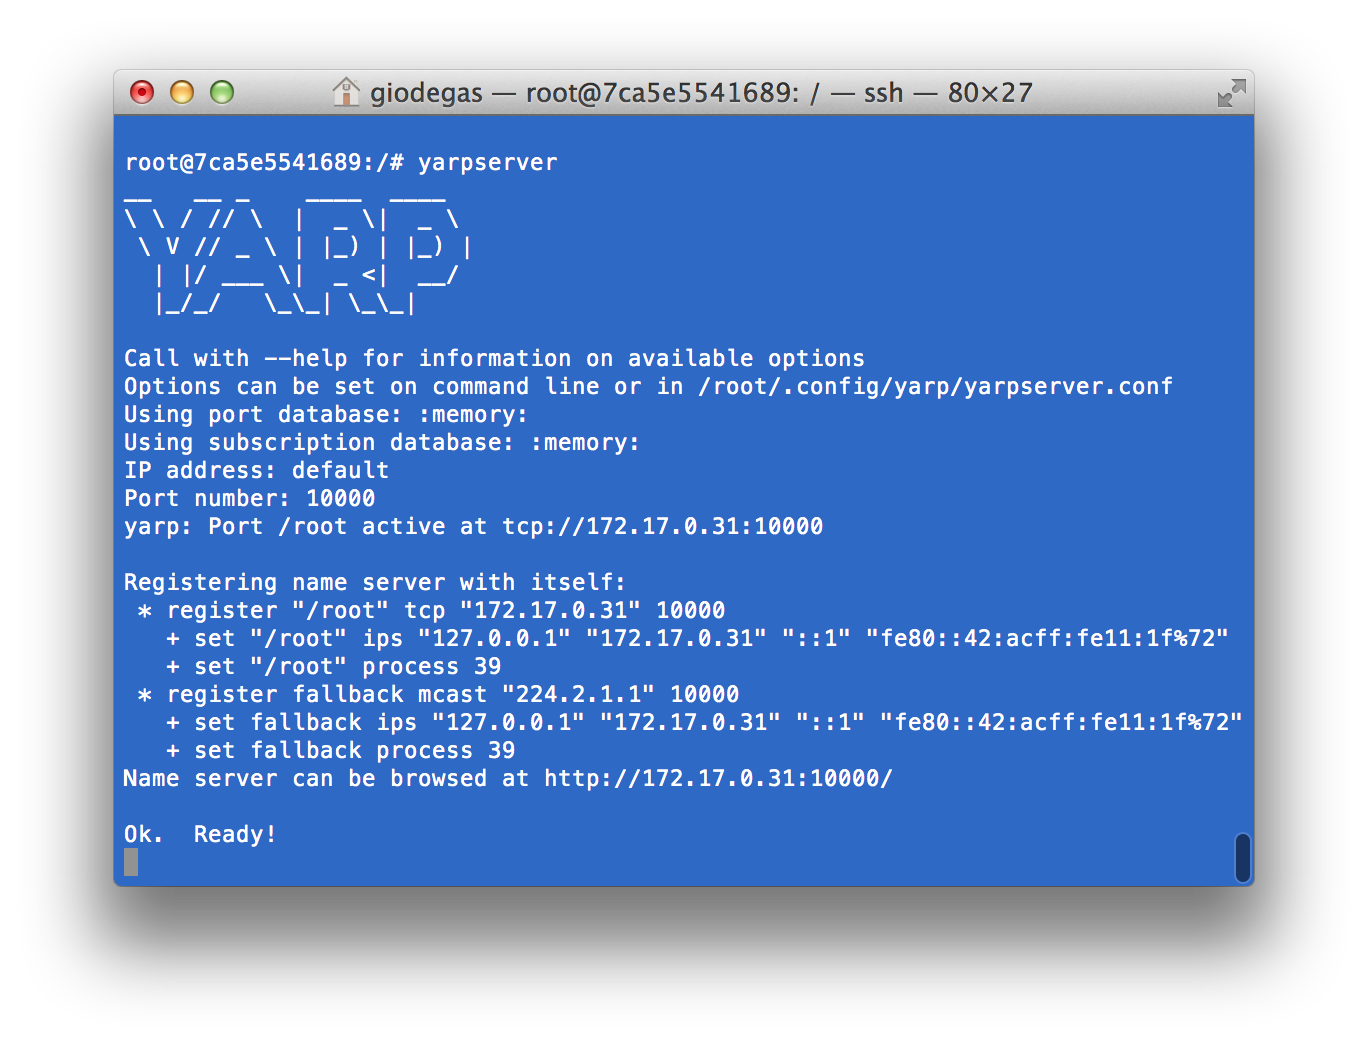 giodegas — root@7ca5e5541689: / — ssh — 80×27
root@7ca5e5541689:/# yarpserver
__   __ _    ____  ____
\ \ / // \  |  _ \|  _ \
 \ V // _ \ | |_) | |_) |
  | |/ ___ \|  _ <|  __/
  |_/_/   \_\_| \_\_|
Call with --help for information on available options
Options can be set on command line or in /root/.config/yarp/yarpserver.conf
Using port database: :memory:
Using subscription database: :memory:
IP address: default
Port number: 10000
yarp: Port /root active at tcp://172.17.0.31:10000
Registering name server with itself:
 * register "/root" tcp "172.17.0.31" 10000
   + set "/root" ips "127.0.0.1" "172.17.0.31" "::1" "fe80::42:acff:fe11:1f%72"
   + set "/root" process 39
 * register fallback mcast "224.2.1.1" 10000
   + set fallback ips "127.0.0.1" "172.17.0.31" "::1" "fe80::42:acff:fe11:1f%72"
   + set fallback process 39
Name server can be browsed at http://172.17.0.31:10000/
Ok.  Ready!